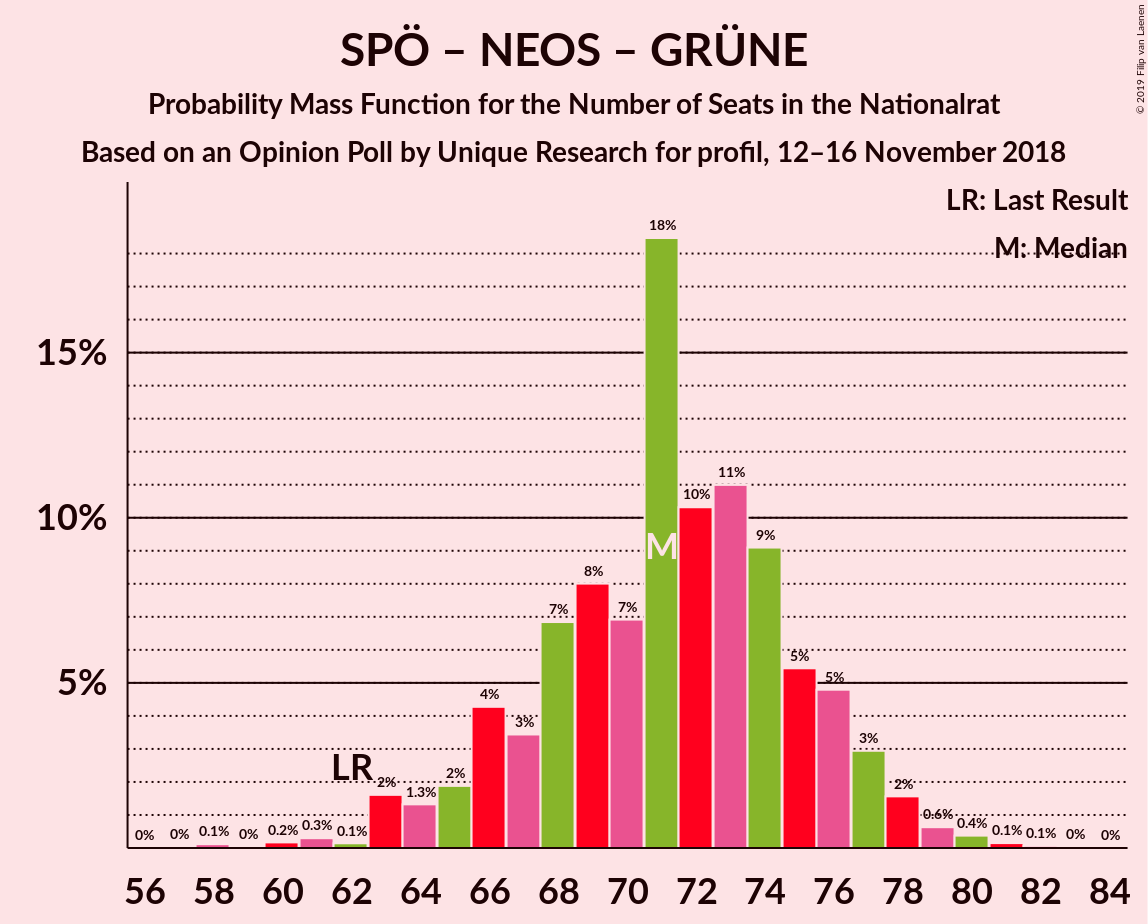 SPÖ – NEOS – GRÜNE
Probability Mass Function for the Number of Seats in the Nationalrat
Based on an Opinion Poll by Unique Research for profil, 12–16 November 2018
© 2019 Filip van Laenen
LR: Last Result
M: Median
18%
15%
11%
10%
10%
9%
M
8%
7%
7%
5%
5%
5%
4%
3%
3%
LR
2%
2%
2%
1.3%
0.6%
0.4%
0% 0% 0.1% 0% 0.2% 0.3% 0.1%
0.1% 0.1% 0% 0%
56 58 60 62 64 66 68 70 72 74 76 78 80 82 84